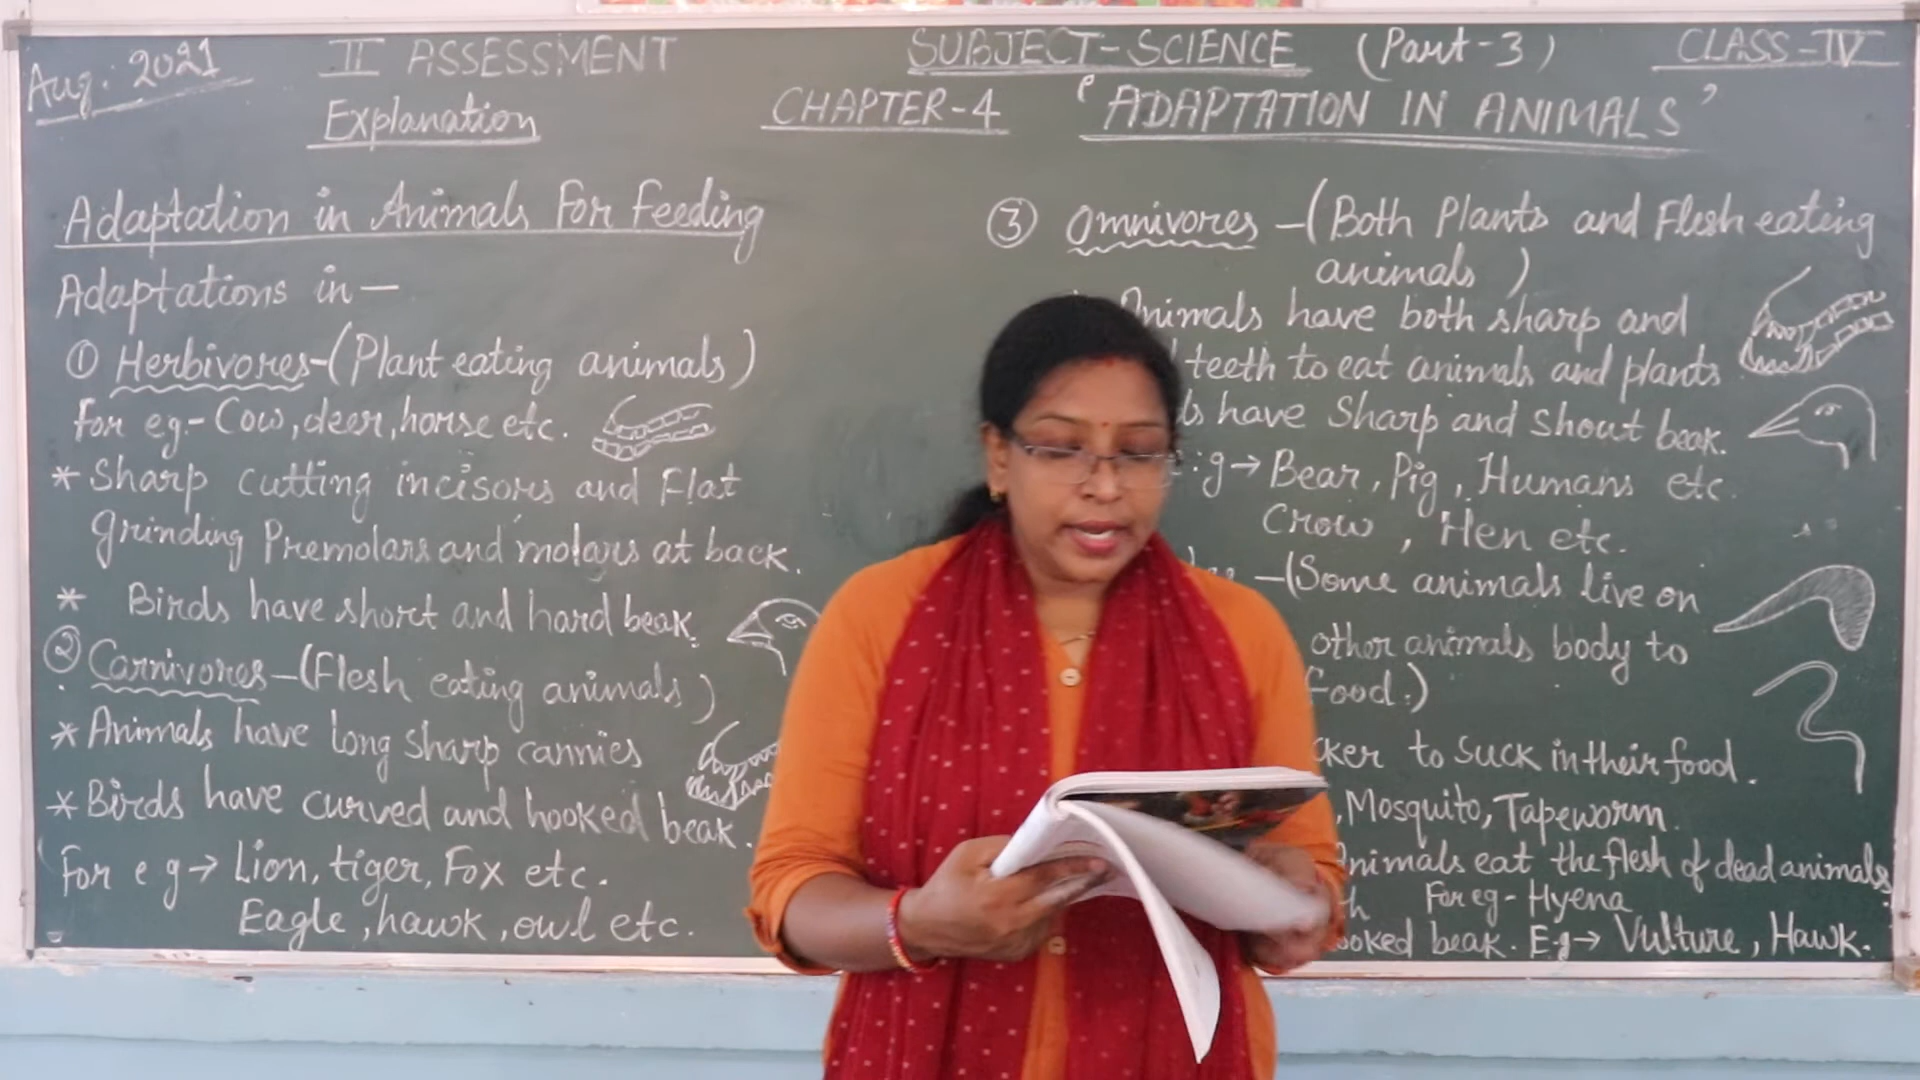 Aug. 2021
II ASSESSMENT
Explanation
SUBJECT-SCIENCE (Part-3)
CLASS-IV
CHAPTER-4 "ADAPTATION IN ANIMALS"
Adaptation in Animals For Feeding
Adaptations in—
① Herbivores-(Plant eating animals)
For eg.- Cow, deer, horse etc.
* Sharp cutting incisors and Flat
grinding Premolars and molars at back.
* Birds have short and hard beak.
② Carnivores-(Flesh eating animals)
* Animals have long sharp cannies
* Birds have curved and hooked beak.
For eg→ Lion, tiger, Fox etc.
Eagle, hawk, owl etc.
③ Omnivores -(Both Plants and Flesh eating
animals)
Animals have both sharp and
teeth to eat animals and plants
have Sharp and Shout beak.
:g→ Bear, Pig, Humans etc.
Crow, Hen etc.
-(Some animals live on
other animals body to
food.)
to suck in their food.
, Mosquito, Tapeworm.
Animals eat the flesh of dead animals
For eg- Hyena
beak. E.g→ Vulture, Hawk.